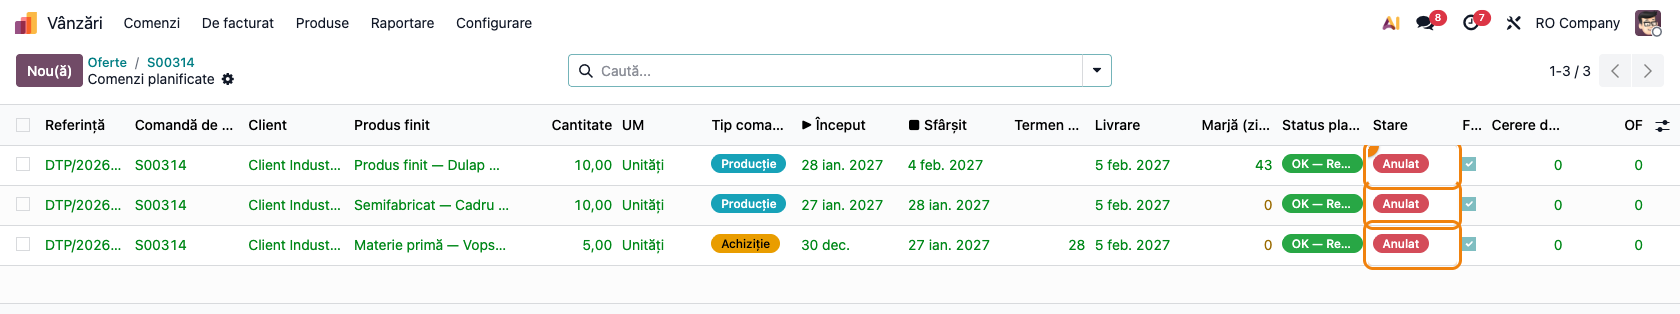 Vânzări Comenzi De facturat Produse Raportare Configurare AI 8 7 RO Company
Nou(ă) Oferte / S00314
Comenzi planificate
Caută...
1-3 / 3
Referință Comandă de ... Client Produs finit Cantitate UM Tip coma... Început Sfârșit Termen ... Livrare Marjă (zi... Status pla... Stare F... Cerere d... OF
DTP/2026... S00314 Client Indust... Produs finit — Dulap ... 10,00 Unități Producție 28 ian. 2027 4 feb. 2027 5 feb. 2027 43 OK — Re... Anulat 0 0
DTP/2026... S00314 Client Indust... Semifabricat — Cadru ... 10,00 Unități Producție 27 ian. 2027 28 ian. 2027 5 feb. 2027 0 OK — Re... Anulat 0 0
DTP/2026... S00314 Client Indust... Materie primă — Vops... 5,00 Unități Achiziție 30 dec. 27 ian. 2027 28 5 feb. 2027 0 OK — Re... Anulat 0 0